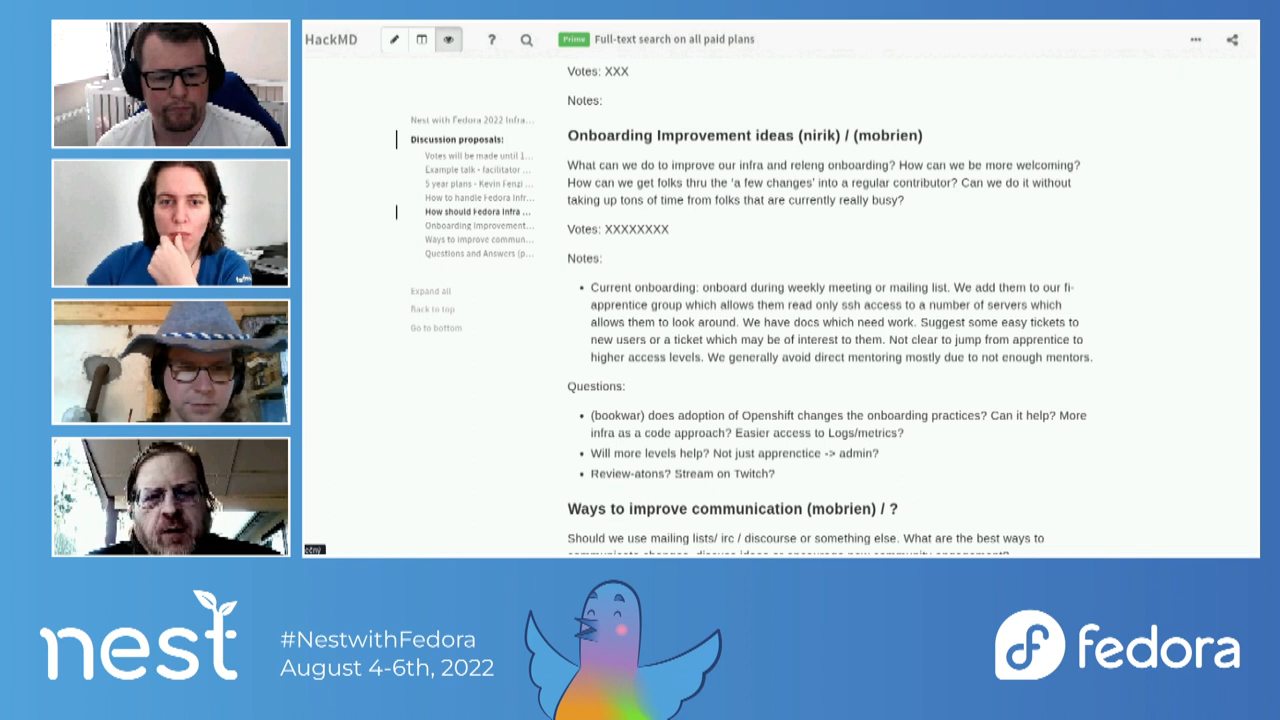 HackMD
Prime Full-text search on all paid plans
Votes: XXX
Notes:
Nest with Fedora 2022 Infra...
Discussion proposals:
Votes will be made until 1...
Example talk - facilitator ...
5 year plans - Kevin Fenzi ...
How to handle Fedora Infr...
How should Fedora Infra ...
Onboarding Improvement...
Ways to improve commun...
Questions and Answers (p...
Expand all
Back to top
Go to bottom
Onboarding Improvement ideas (nirik) / (mobrien)
What can we do to improve our infra and releng onboarding? How can we be more welcoming?
How can we get folks thru the 'a few changes' into a regular contributor? Can we do it without
taking up tons of time from folks that are currently really busy?
Votes: XXXXXXXX
Notes:
• Current onboarding: onboard during weekly meeting or mailing list. We add them to our fi-
apprentice group which allows them read only ssh access to a number of servers which
allows them to look around. We have docs which need work. Suggest some easy tickets to
new users or a ticket which may be of interest to them. Not clear to jump from apprentice to
higher access levels. We generally avoid direct mentoring mostly due to not enough mentors.
Questions:
• (bookwar) does adoption of Openshift changes the onboarding practices? Can it help? More
infra as a code approach? Easier access to Logs/metrics?
• Will more levels help? Not just apprenctice -> admin?
• Review-atons? Stream on Twitch?
Ways to improve communication (mobrien) / ?
Should we use mailing lists/ irc / discourse or something else. What are the best ways to
communicate changes, discuss ideas or encourage new community engagement?
nest
#NestwithFedora
August 4-6th, 2022
fedora